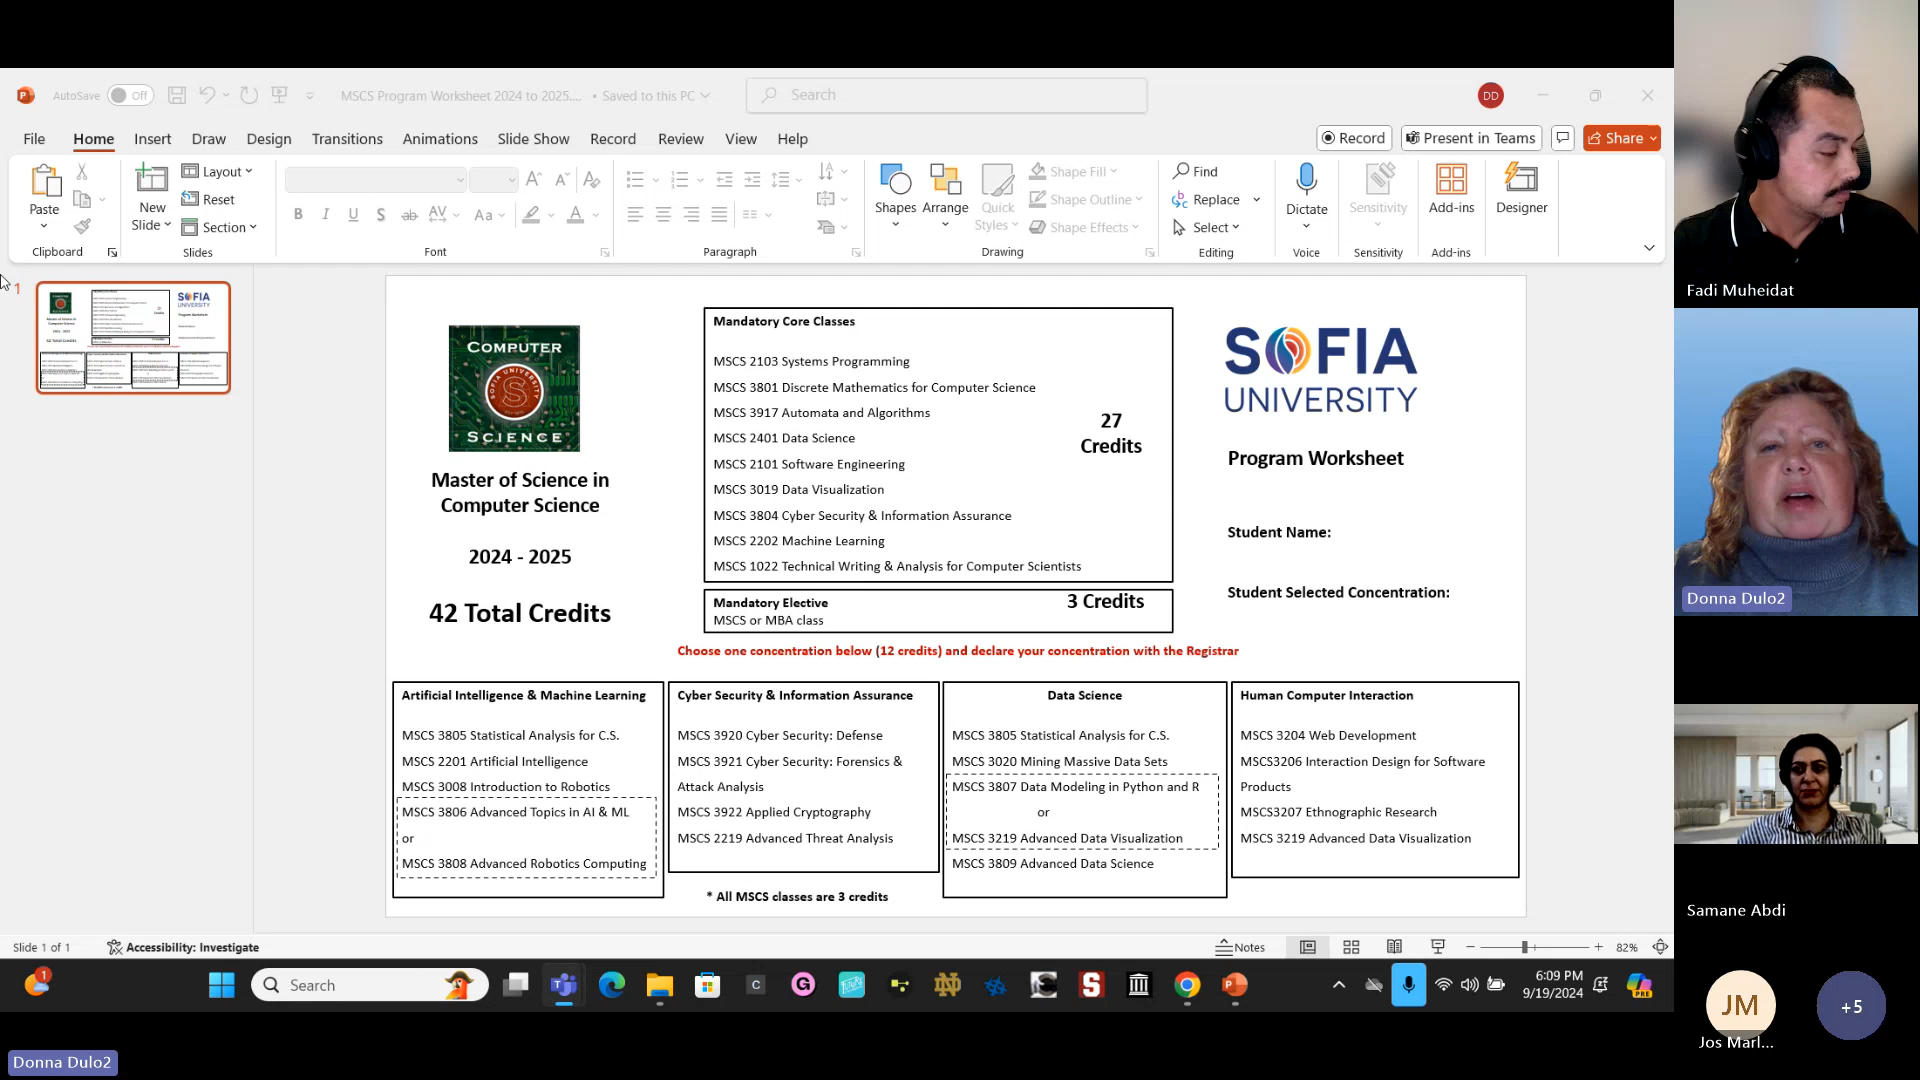 AutoSave Off
MSCS Program Worksheet 2024 to 2025.... • Saved to this PC
Search
DD
File Home Insert Draw Design Transitions Animations Slide Show Record Review View Help
Record Present in Teams Share
Paste
New Slide
Layout
Reset
Section
B I U S ab AV Aa A
Shapes Arrange Quick Styles
Shape Fill
Shape Outline
Shape Effects
Find
Replace
Select
Dictate
Sensitivity
Add-ins
Designer
Clipboard Slides Font Paragraph Drawing Editing Voice Sensitivity Add-ins
1
COMPUTER
SOFIA UNIVERSITY
S
SCIENCE
Master of Science in
Computer Science
2024 - 2025
42 Total Credits
Mandatory Core Classes
MSCS 2103 Systems Programming
MSCS 3801 Discrete Mathematics for Computer Science
MSCS 3917 Automata and Algorithms
MSCS 2401 Data Science
MSCS 2101 Software Engineering
MSCS 3019 Data Visualization
MSCS 3804 Cyber Security & Information Assurance
MSCS 2202 Machine Learning
MSCS 1022 Technical Writing & Analysis for Computer Scientists
27
Credits
Mandatory Elective
MSCS or MBA class
3 Credits
SOFIA
UNIVERSITY
Program Worksheet
Student Name:
Student Selected Concentration:
Choose one concentration below (12 credits) and declare your concentration with the Registrar
Artificial Intelligence & Machine Learning
MSCS 3805 Statistical Analysis for C.S.
MSCS 2201 Artificial Intelligence
MSCS 3008 Introduction to Robotics
MSCS 3806 Advanced Topics in AI & ML
or
MSCS 3808 Advanced Robotics Computing
Cyber Security & Information Assurance
MSCS 3920 Cyber Security: Defense
MSCS 3921 Cyber Security: Forensics &
Attack Analysis
MSCS 3922 Applied Cryptography
MSCS 2219 Advanced Threat Analysis
Data Science
MSCS 3805 Statistical Analysis for C.S.
MSCS 3020 Mining Massive Data Sets
MSCS 3807 Data Modeling in Python and R
or
MSCS 3219 Advanced Data Visualization
MSCS 3809 Advanced Data Science
Human Computer Interaction
MSCS 3204 Web Development
MSCS3206 Interaction Design for Software
Products
MSCS3207 Ethnographic Research
MSCS 3219 Advanced Data Visualization
* All MSCS classes are 3 credits
Slide 1 of 1 Accessibility: Investigate
Notes
82%
1
Search
6:09 PM
9/19/2024
PRE
Donna Dulo2
Fadi Muheidat
Donna Dulo2
Samane Abdi
JM
Jos Marl...
+5